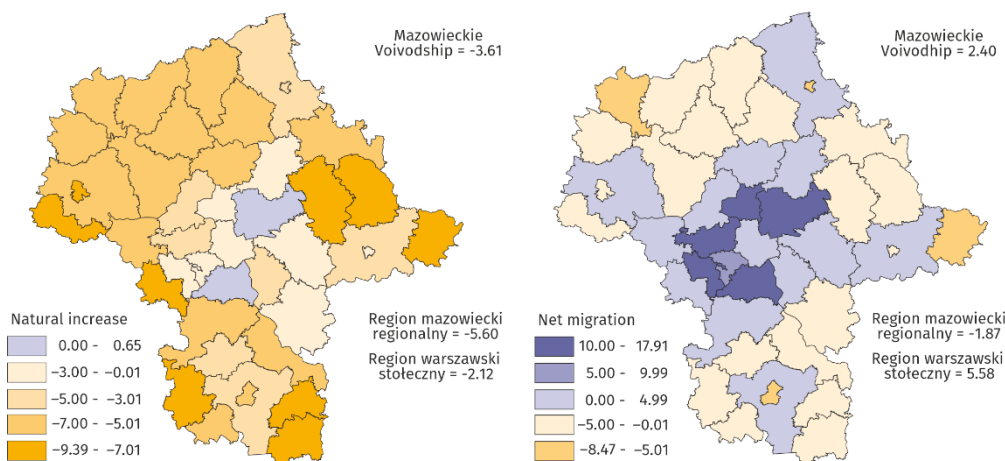 Mazowieckie
Voivodship = -3.61
Natural increase
0.00 - 0.65
−3.00 - −0.01
−5.00 - −3.01
−7.00 - −5.01
−9.39 - −7.01
Region mazowiecki
regionalny = -5.60
Region warszawski
stołeczny = -2.12
Mazowieckie
Voivodhip = 2.40
Net migration
10.00 - 17.91
5.00 - 9.99
0.00 - 4.99
−5.00 - −0.01
−8.47 - −5.01
Region mazowiecki
regionalny = -1.87
Region warszawski
stołeczny = 5.58